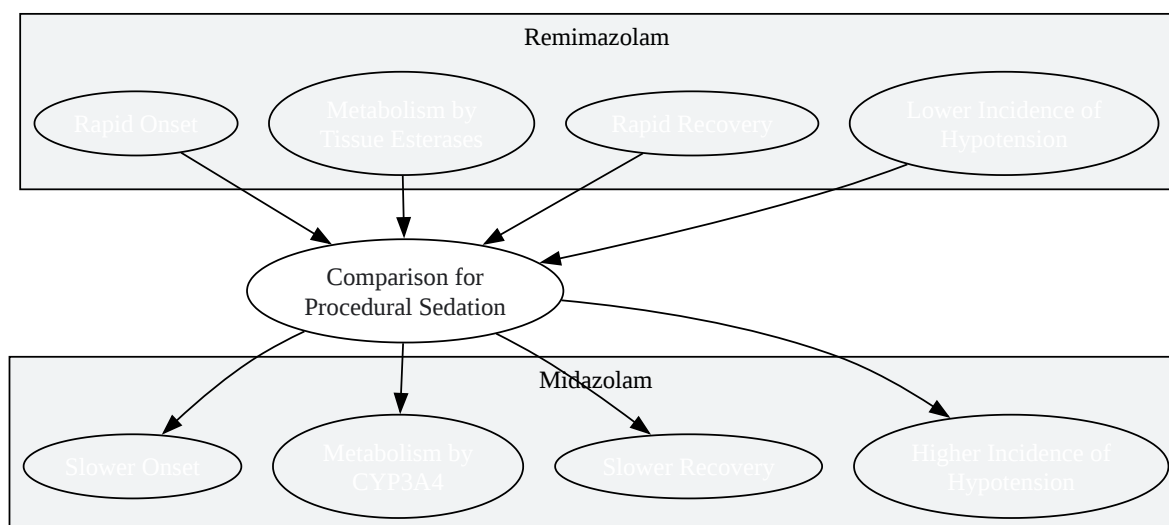 Remimazolam
Rapid Onset
Metabolism by
Tissue Esterases
Rapid Recovery
Lower Incidence of
Hypotension
Comparison for
Procedural Sedation
Midazolam
Slower Onset
Metabolism by
CYP3A4
Slower Recovery
Higher Incidence of
Hypotension